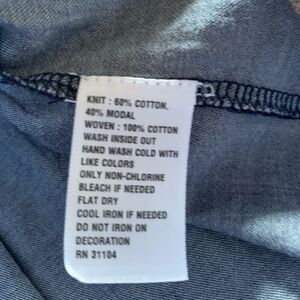 KNIT : 60% COTTON,
40% MODAL
WOVEN : 100% COTTON
WASH INSIDE OUT
HAND WASH COLD WITH
LIKE COLORS
ONLY NON-CHLORINE
BLEACH IF NEEDED
FLAT DRY
COOL IRON IF NEEDED
DO NOT IRON ON
DECORATION
RN 31104